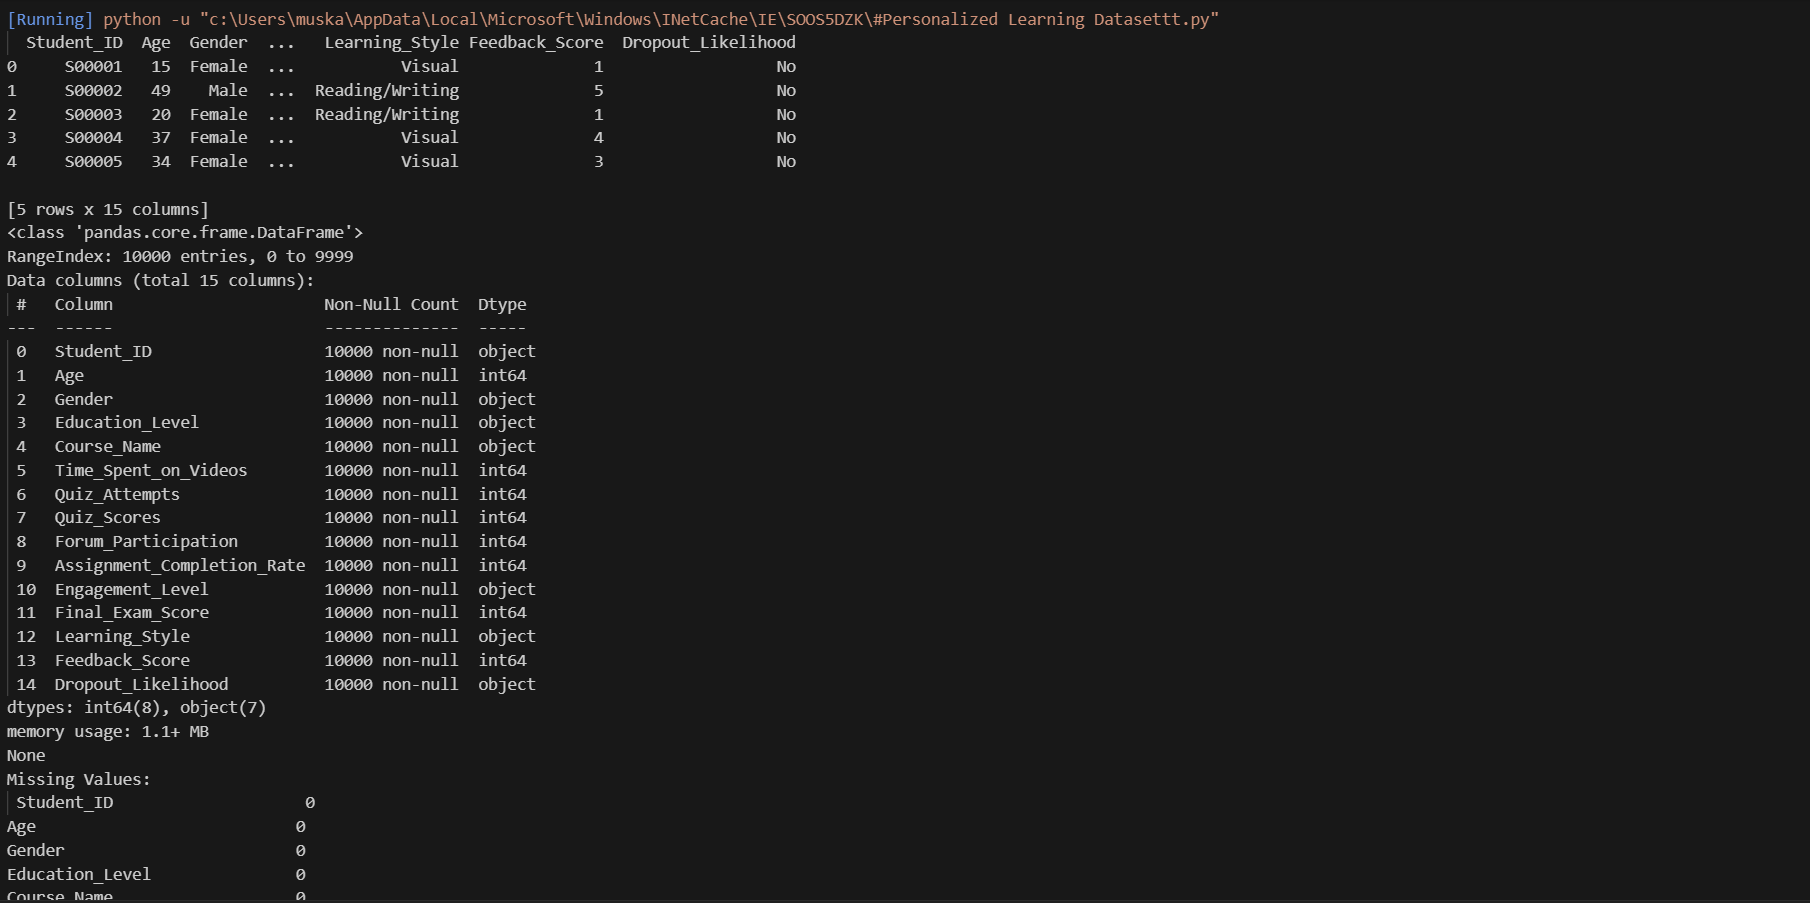 [Running] python -u "c:\Users\muska\AppData\Local\Microsoft\Windows\INetCache\IE\SOOS5DZK\#Personalized Learning Datasettt.py"
  Student_ID  Age  Gender  ...   Learning_Style Feedback_Score  Dropout_Likelihood
0     S00001   15  Female  ...           Visual              1                  No
1     S00002   49    Male  ...  Reading/Writing              5                  No
2     S00003   20  Female  ...  Reading/Writing              1                  No
3     S00004   37  Female  ...           Visual              4                  No
4     S00005   34  Female  ...           Visual              3                  No
[5 rows x 15 columns]
<class 'pandas.core.frame.DataFrame'>
RangeIndex: 10000 entries, 0 to 9999
Data columns (total 15 columns):
 #   Column                      Non-Null Count  Dtype
---  ------                      --------------  -----
 0   Student_ID                  10000 non-null  object
 1   Age                         10000 non-null  int64
 2   Gender                      10000 non-null  object
 3   Education_Level             10000 non-null  object
 4   Course_Name                 10000 non-null  object
 5   Time_Spent_on_Videos        10000 non-null  int64
 6   Quiz_Attempts               10000 non-null  int64
 7   Quiz_Scores                 10000 non-null  int64
 8   Forum_Participation         10000 non-null  int64
 9   Assignment_Completion_Rate  10000 non-null  int64
 10  Engagement_Level            10000 non-null  object
 11  Final_Exam_Score            10000 non-null  int64
 12  Learning_Style              10000 non-null  object
 13  Feedback_Score              10000 non-null  int64
 14  Dropout_Likelihood          10000 non-null  object
dtypes: int64(8), object(7)
memory usage: 1.1+ MB
None
Missing Values:
 Student_ID                    0
Age                           0
Gender                        0
Education_Level               0
Course_Name                   0